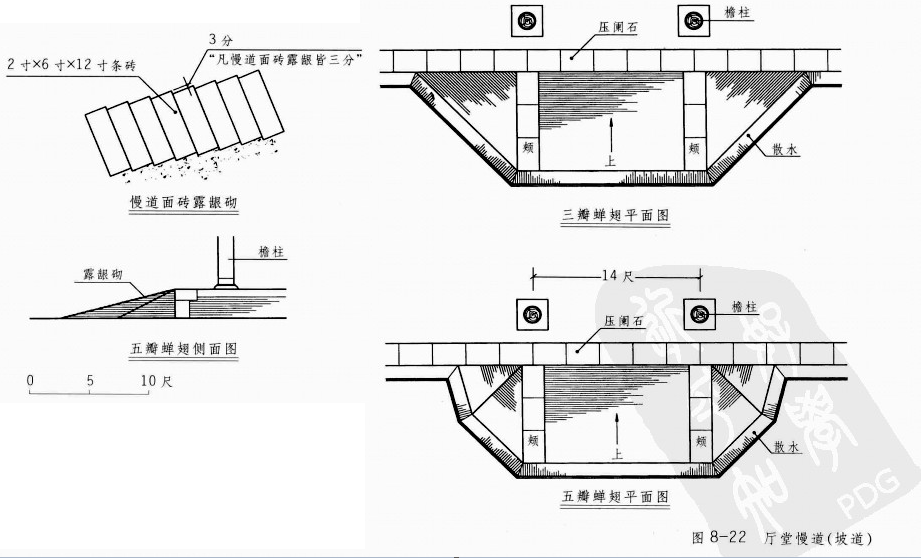 3分
“凡慢道面砖露龈皆三分”
2寸×6寸×12寸条砖
慢道面砖露龈砌
檐柱
露龈砌
五瓣蝉翅侧面图
0 5 10尺
檐柱
压阑石
颊
上
颊
散水
三瓣蝉翅平面图
14尺
檐柱
压阑石
颊
上
颊
散水
五瓣蝉翅平面图
PDG
图8-22 厅堂慢道(坡道)